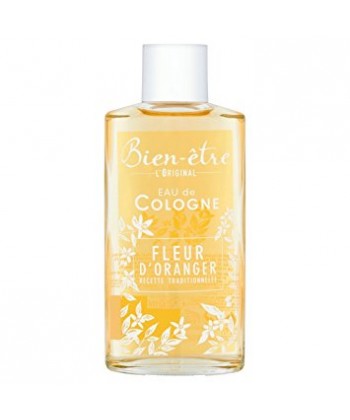 Bien-être
L'ORIGINAL
EAU de
COLOGNE
FLEUR
D'ORANGER
RECETTE TRADITIONNELLE